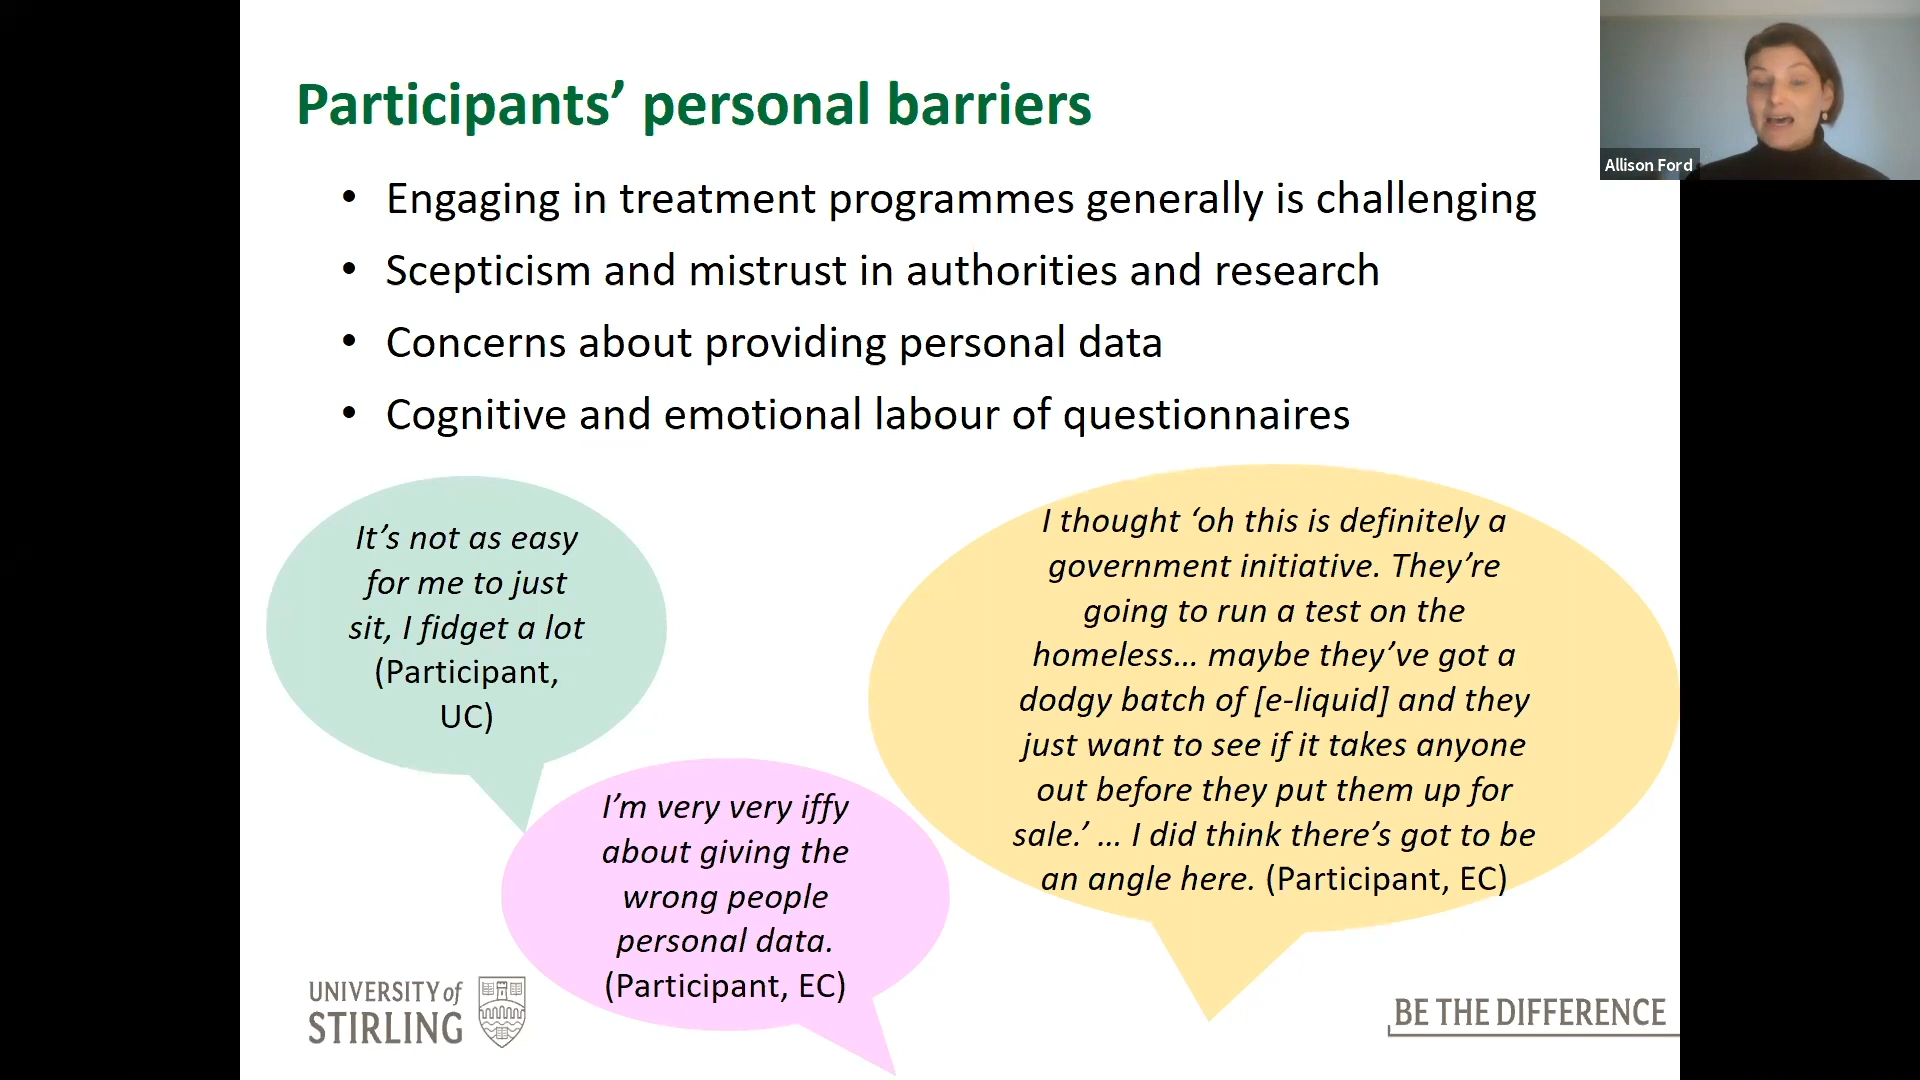 Participants’ personal barriers
• Engaging in treatment programmes generally is challenging
• Scepticism and mistrust in authorities and research
• Concerns about providing personal data
• Cognitive and emotional labour of questionnaires
It’s not as easy
for me to just
sit, I fidget a lot
(Participant,
UC)
I’m very very iffy
about giving the
wrong people
personal data.
(Participant, EC)
I thought ‘oh this is definitely a
government initiative. They’re
going to run a test on the
homeless… maybe they’ve got a
dodgy batch of [e-liquid] and they
just want to see if it takes anyone
out before they put them up for
sale.’ … I did think there’s got to be
an angle here. (Participant, EC)
UNIVERSITY of
STIRLING
BE THE DIFFERENCE
Allison Ford